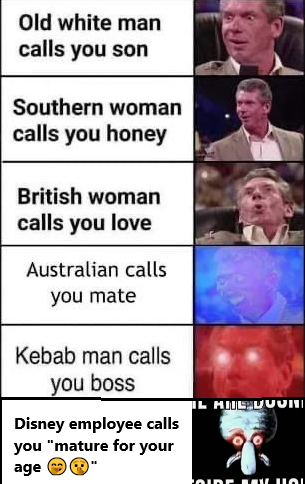 Old white man
calls you son
Southern woman
calls you honey
British woman
calls you love
Australian calls
you mate
Kebab man calls
you boss
Disney employee calls
you "mature for your
age 😁🤫"